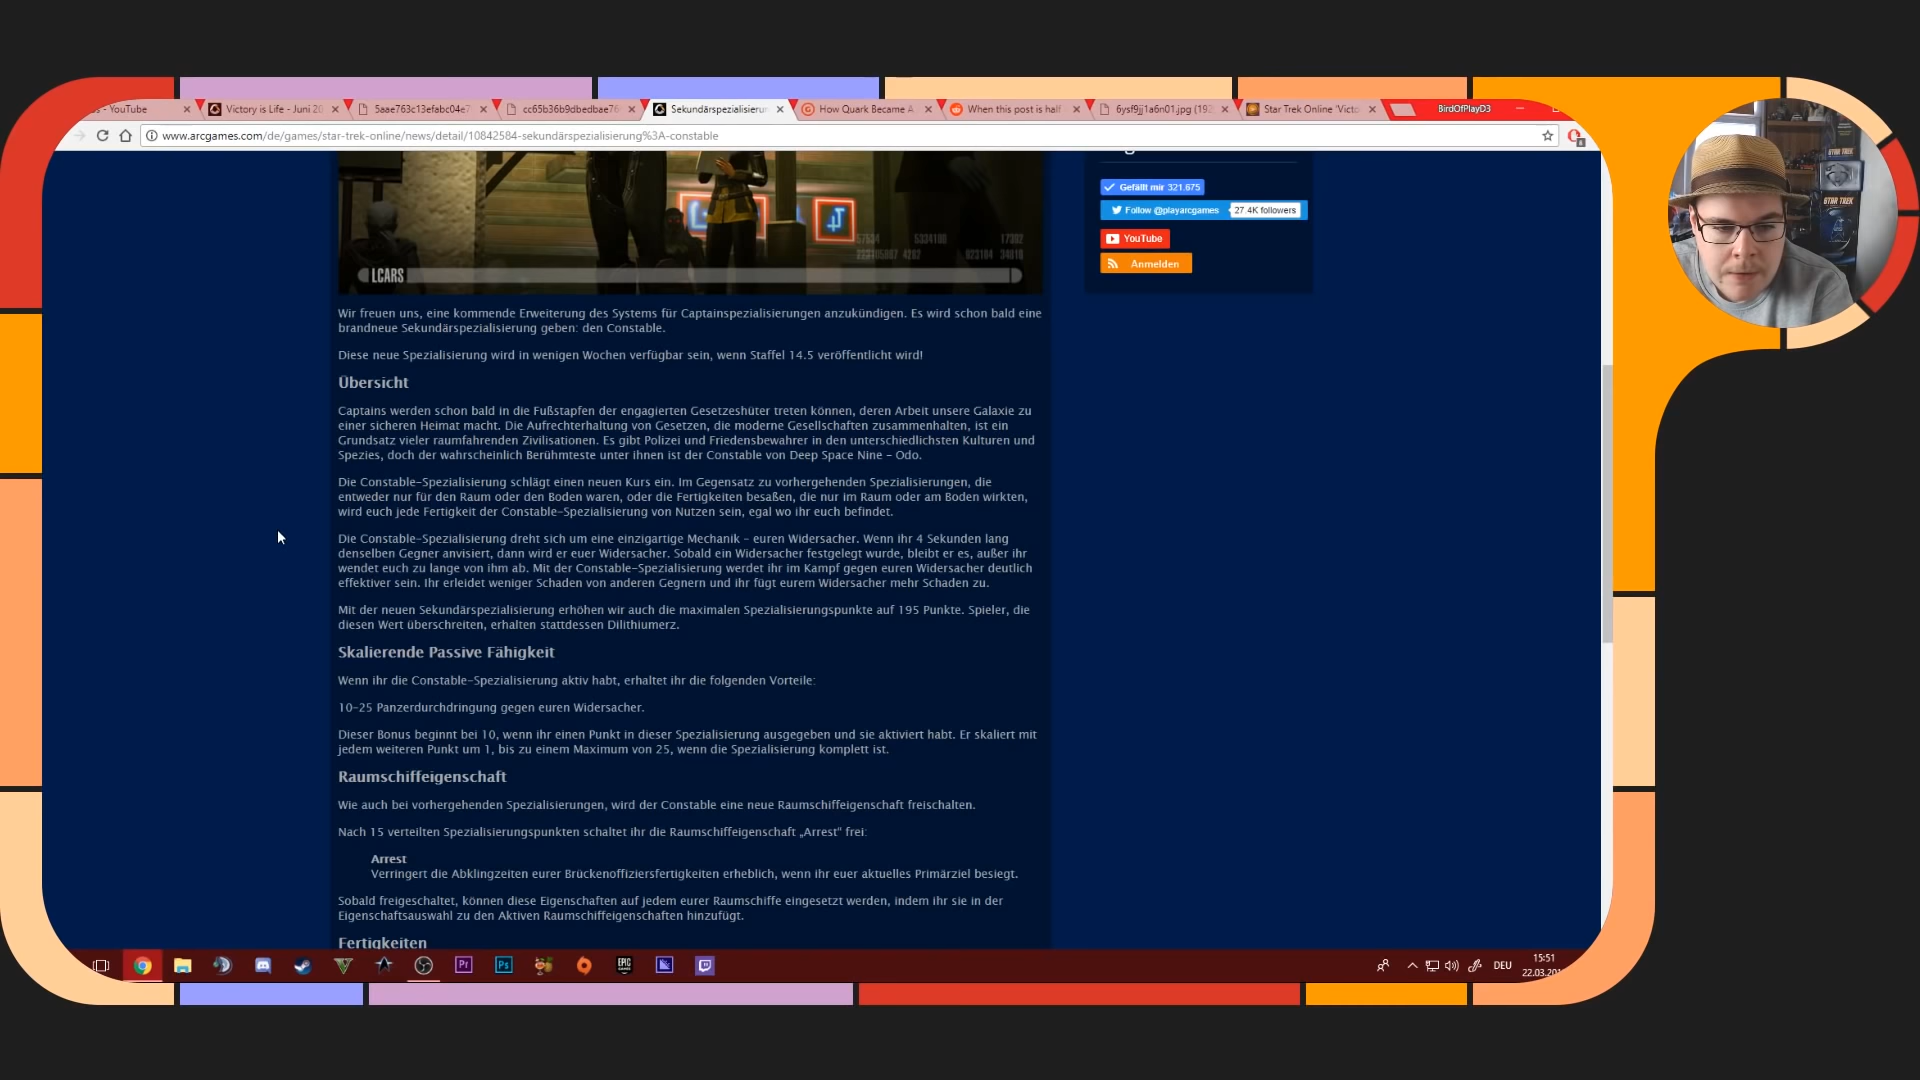 s - YouTube
Victory is Life - Juni 20
5aae763c13efabc04e7
cc65b36b9dbedbae76
Sekundärspezialisierun
How Quark Became A
When this post is half
6ysf9jj1a6n01.jpg (192
Star Trek Online 'Victo
BirdOfPlayD3
www.arcgames.com/de/games/star-trek-online/news/detail/10842584-sekundärspezialisierung%3A-constable
Gefällt mir 321.675
Follow @playarcgames
27.4K followers
YouTube
Anmelden
STAR TREK
LCARS
Wir freuen uns, eine kommende Erweiterung des Systems für Captainspezialisierungen anzukündigen. Es wird schon bald eine
brandneue Sekundärspezialisierung geben: den Constable.
Diese neue Spezialisierung wird in wenigen Wochen verfügbar sein, wenn Staffel 14.5 veröffentlicht wird!
Übersicht
Captains werden schon bald in die Fußstapfen der engagierten Gesetzeshüter treten können, deren Arbeit unsere Galaxie zu
einer sicheren Heimat macht. Die Aufrechterhaltung von Gesetzen, die moderne Gesellschaften zusammenhalten, ist ein
Grundsatz vieler raumfahrenden Zivilisationen. Es gibt Polizei und Friedensbewahrer in den unterschiedlichsten Kulturen und
Spezies, doch der wahrscheinlich Berühmteste unter ihnen ist der Constable von Deep Space Nine – Odo.
Die Constable-Spezialisierung schlägt einen neuen Kurs ein. Im Gegensatz zu vorhergehenden Spezialisierungen, die
entweder nur für den Raum oder den Boden waren, oder die Fertigkeiten besaßen, die nur im Raum oder am Boden wirkten,
wird euch jede Fertigkeit der Constable-Spezialisierung von Nutzen sein, egal wo ihr euch befindet.
Die Constable-Spezialisierung dreht sich um eine einzigartige Mechanik - euren Widersacher. Wenn ihr 4 Sekunden lang
denselben Gegner anvisiert, dann wird er euer Widersacher. Sobald ein Widersacher festgelegt wurde, bleibt er es, außer ihr
wendet euch zu lange von ihm ab. Mit der Constable-Spezialisierung werdet ihr im Kampf gegen euren Widersacher deutlich
effektiver sein. Ihr erleidet weniger Schaden von anderen Gegnern und ihr fügt eurem Widersacher mehr Schaden zu.
Mit der neuen Sekundärspezialisierung erhöhen wir auch die maximalen Spezialisierungspunkte auf 195 Punkte. Spieler, die
diesen Wert überschreiten, erhalten stattdessen Dilithiumerz.
Skalierende Passive Fähigkeit
Wenn ihr die Constable-Spezialisierung aktiv habt, erhaltet ihr die folgenden Vorteile:
10-25 Panzerdurchdringung gegen euren Widersacher.
Dieser Bonus beginnt bei 10, wenn ihr einen Punkt in dieser Spezialisierung ausgegeben und sie aktiviert habt. Er skaliert mit
jedem weiteren Punkt um 1, bis zu einem Maximum von 25, wenn die Spezialisierung komplett ist.
Raumschiffeigenschaft
Wie auch bei vorhergehenden Spezialisierungen, wird der Constable eine neue Raumschiffeigenschaft freischalten.
Nach 15 verteilten Spezialisierungspunkten schaltet ihr die Raumschiffeigenschaft „Arrest“ frei:
Arrest
Verringert die Abklingzeiten eurer Brückenoffiziersfertigkeiten erheblich, wenn ihr euer aktuelles Primärziel besiegt.
Sobald freigeschaltet, können diese Eigenschaften auf jedem eurer Raumschiffe eingesetzt werden, indem ihr sie in der
Eigenschaftsauswahl zu den Aktiven Raumschiffeigenschaften hinzufügt.
Fertigkeiten
Pr
Ps
EPIC
DEU
15:51
22.03.20